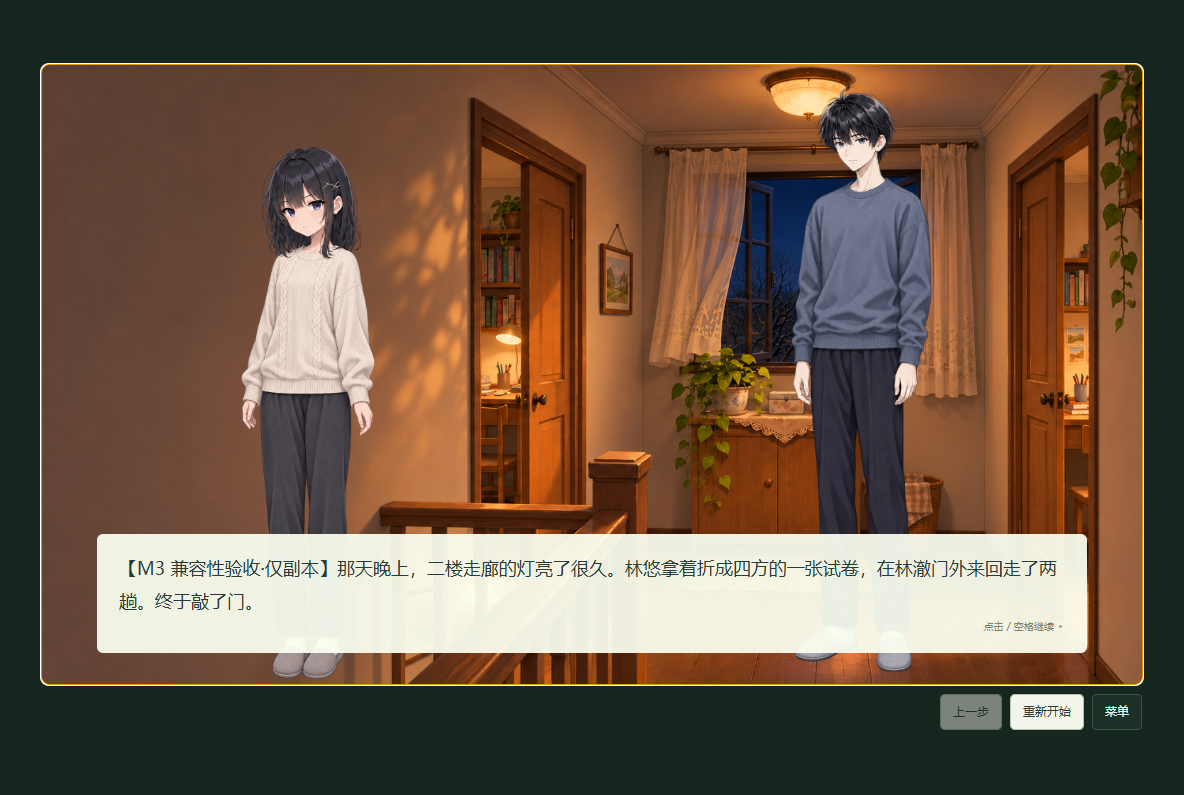 【M3 兼容性验收·仅副本】那天晚上，二楼走廊的灯亮了很久。林悠拿着折成四方的一张试卷，在林澈门外来回走了两
趟。终于敲了门。
点击 / 空格继续 ▸
上一步
重新开始
菜单